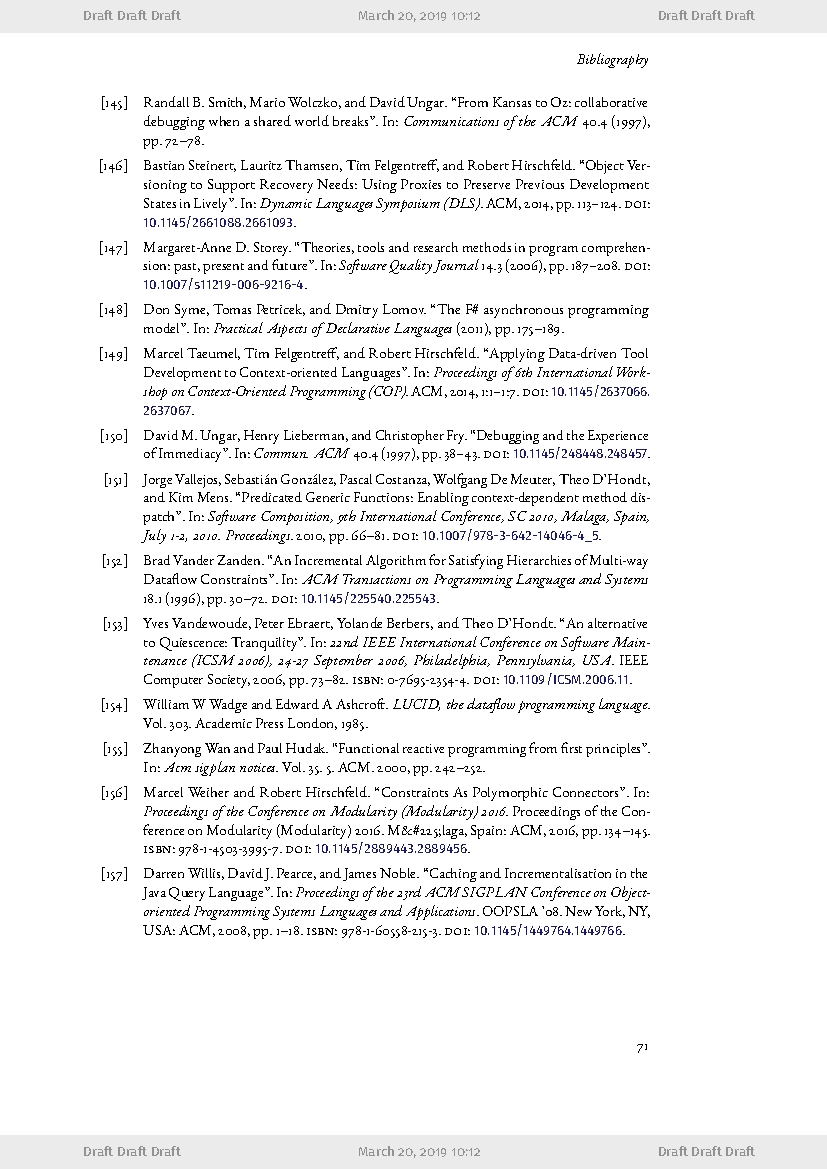 Draft Draft Draft March 20, 2019 10:12 Draft Draft Draft
Bibliography
[145] Randall B. Smith, Mario Wolczko, and David Ungar. “From Kansas to Oz: collaborative
debugging when a shared world breaks”. In: Communications of the ACM 40.4 (1997),
pp. 72–78.
[146] Bastian Steinert, Lauritz Thamsen, Tim Felgentreff, and Robert Hirschfeld. “Object Ver-
sioning to Support Recovery Needs: Using Proxies to Preserve Previous Development
States in Lively”. In: Dynamic Languages Symposium (DLS). ACM, 2014, pp. 113–124. DOI:
10.1145/2661088.2661093.
[147] Margaret-Anne D. Storey. “Theories, tools and research methods in program comprehen-
sion: past, present and future”. In: Software Quality Journal 14.3 (2006), pp. 187–208. DOI:
10.1007/s11219-006-9216-4.
[148] Don Syme, Tomas Petricek, and Dmitry Lomov. “The F# asynchronous programming
model”. In: Practical Aspects of Declarative Languages (2011), pp. 175–189.
[149] Marcel Taeumel, Tim Felgentreff, and Robert Hirschfeld. “Applying Data-driven Tool
Development to Context-oriented Languages”. In: Proceedings of 6th International Work-
shop on Context-Oriented Programming (COP). ACM, 2014, 1:1–1:7. DOI: 10.1145/2637066.
2637067.
[150] David M. Ungar, Henry Lieberman, and Christopher Fry. “Debugging and the Experience
of Immediacy”. In: Commun. ACM 40.4 (1997), pp. 38–43. DOI: 10.1145/248448.248457.
[151] Jorge Vallejos, Sebastián González, Pascal Costanza, Wolfgang De Meuter, Theo D’Hondt,
and Kim Mens. “Predicated Generic Functions: Enabling context-dependent method dis-
patch”. In: Software Composition, 9th International Conference, SC 2010, Malaga, Spain,
July 1-2, 2010. Proceedings. 2010, pp. 66–81. DOI: 10.1007/978-3-642-14046-4_5.
[152] Brad Vander Zanden. “An Incremental Algorithm for Satisfying Hierarchies of Multi-way
Dataflow Constraints”. In: ACM Transactions on Programming Languages and Systems
18.1 (1996), pp. 30–72. DOI: 10.1145/225540.225543.
[153] Yves Vandewoude, Peter Ebraert, Yolande Berbers, and Theo D’Hondt. “An alternative
to Quiescence: Tranquility”. In: 22nd IEEE International Conference on Software Main-
tenance (ICSM 2006), 24-27 September 2006, Philadelphia, Pennsylvania, USA. IEEE
Computer Society, 2006, pp. 73–82. ISBN: 0-7695-2354-4. DOI: 10.1109/ICSM.2006.11.
[154] William W Wadge and Edward A Ashcroft. LUCID, the dataflow programming language.
Vol. 303. Academic Press London, 1985.
[155] Zhanyong Wan and Paul Hudak. “Functional reactive programming from first principles”.
In: Acm sigplan notices. Vol. 35. 5. ACM. 2000, pp. 242–252.
[156] Marcel Weiher and Robert Hirschfeld. “Constraints As Polymorphic Connectors”. In:
Proceedings of the Conference on Modularity (Modularity) 2016. Proceedings of the Con-
ference on Modularity (Modularity) 2016. M&#225;laga, Spain: ACM, 2016, pp. 134–145.
ISBN: 978-1-4503-3995-7. DOI: 10.1145/2889443.2889456.
[157] Darren Willis, David J. Pearce, and James Noble. “Caching and Incrementalisation in the
Java Query Language”. In: Proceedings of the 23rd ACM SIGPLAN Conference on Object-
oriented Programming Systems Languages and Applications. OOPSLA ’08. New York, NY,
USA: ACM, 2008, pp. 1–18. ISBN: 978-1-60558-215-3. DOI: 10.1145/1449764.1449766.
71
Draft Draft Draft March 20, 2019 10:12 Draft Draft Draft